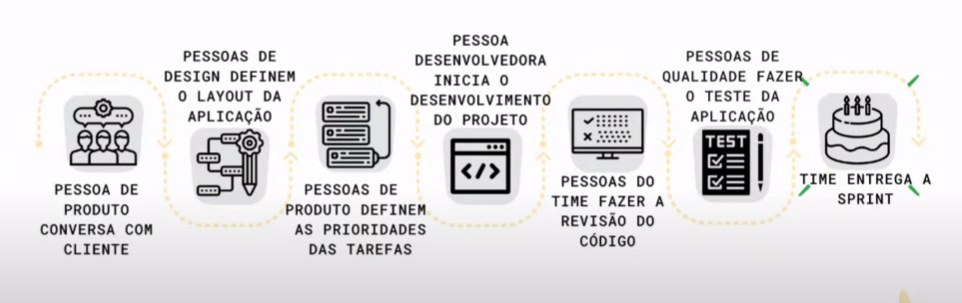 PESSOA DE
PRODUTO
CONVERSA COM
CLIENTE
PESSOAS DE
DESIGN DEFINEM
O LAYOUT DA
APLICAÇÃO
PESSOAS DE
PRODUTO DEFINEM
AS PRIORIDADES
DAS TAREFAS
PESSOA
DESENVOLVEDORA
INICIA O
DESENVOLVIMENTO
DO PROJETO
</>
PESSOAS DO
TIME FAZER A
REVISÃO DO
CÓDIGO
PESSOAS DE
QUALIDADE FAZER
O TESTE DA
APLICAÇÃO
TEST
TIME ENTREGA A
SPRINT